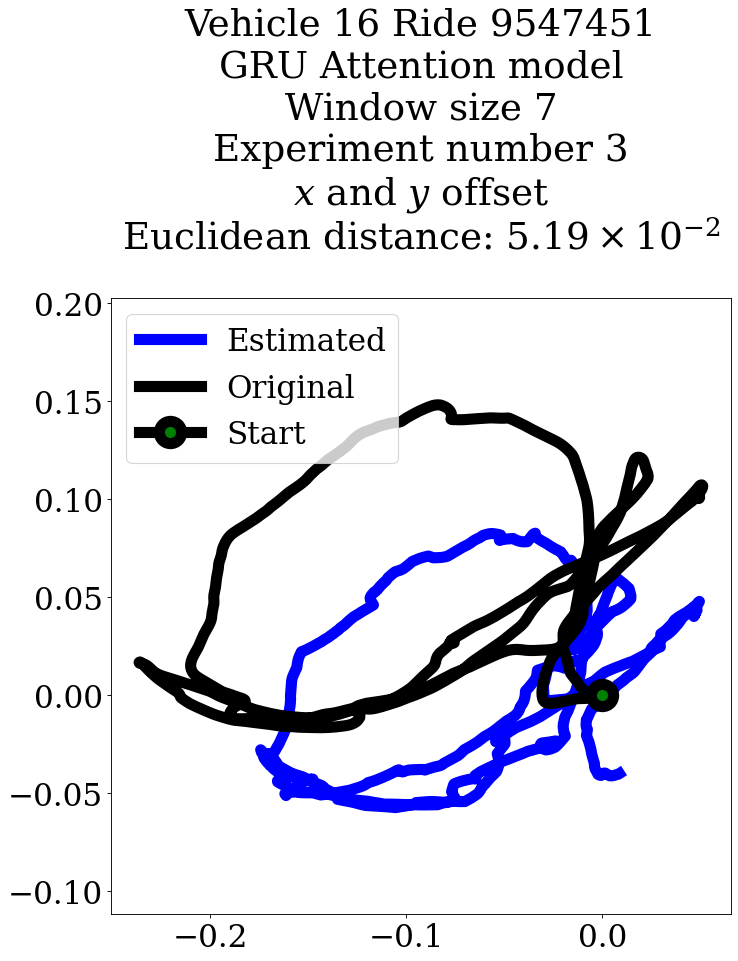 Vehicle 16 Ride 9547451
GRU Attention model
Window size 7
Experiment number 3
x and y offset
Euclidean distance: 5.19 × 10⁻²
0.20
Estimated
0.15
Original
Start
0.10
0.05
0.00
−0.05
−0.10
−0.2 −0.1 0.0